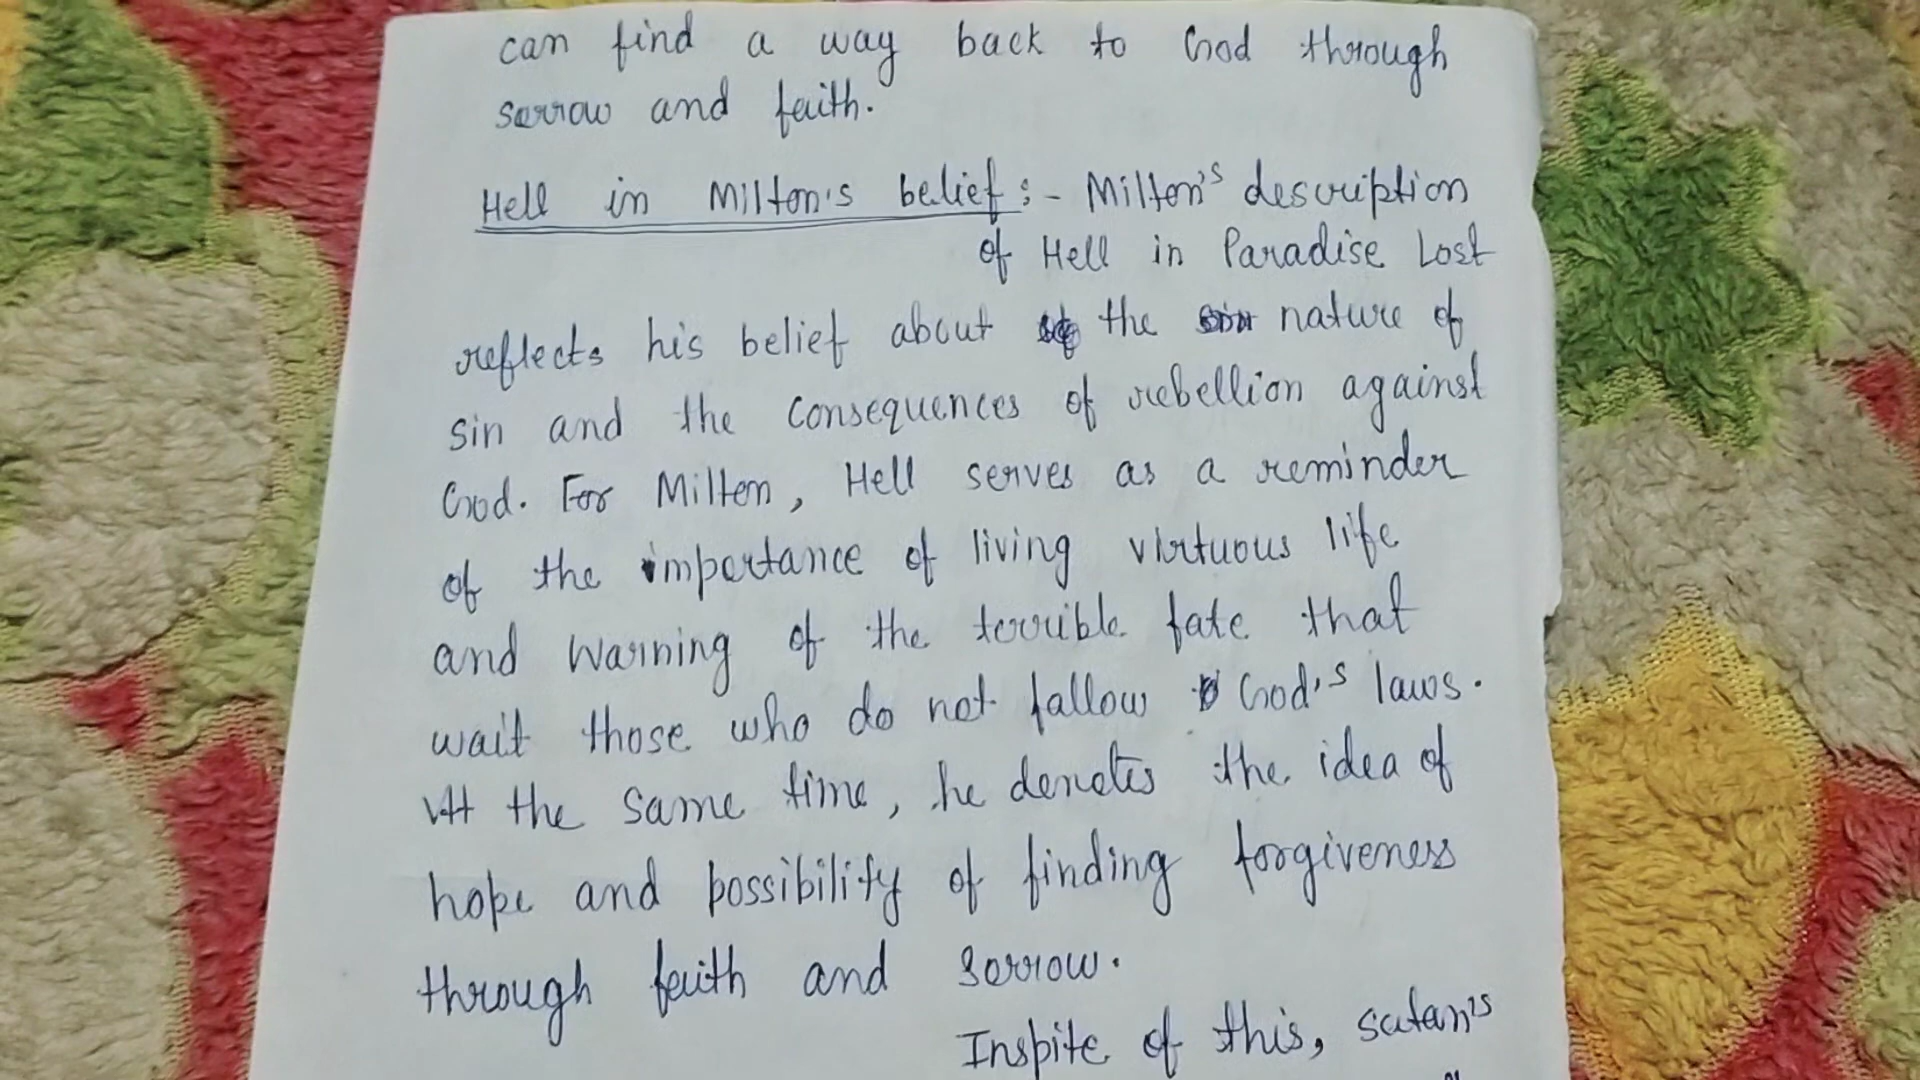 can find a way back to God through
sorrow and faith.
Hell in Milton's belief :- Milton's description
of Hell in Paradise Lost
reflects his belief about the nature of
sin and the consequences of rebellion against
God. For Milton, Hell serves as a reminder
of the importance of living virtuous life
and warning of the terrible fate that
wait those who do not fallow God's laws.
At the same time, he denotes the idea of
hope and possibility of finding forgiveness
through faith and sorrow.
Inspite of this, satan's